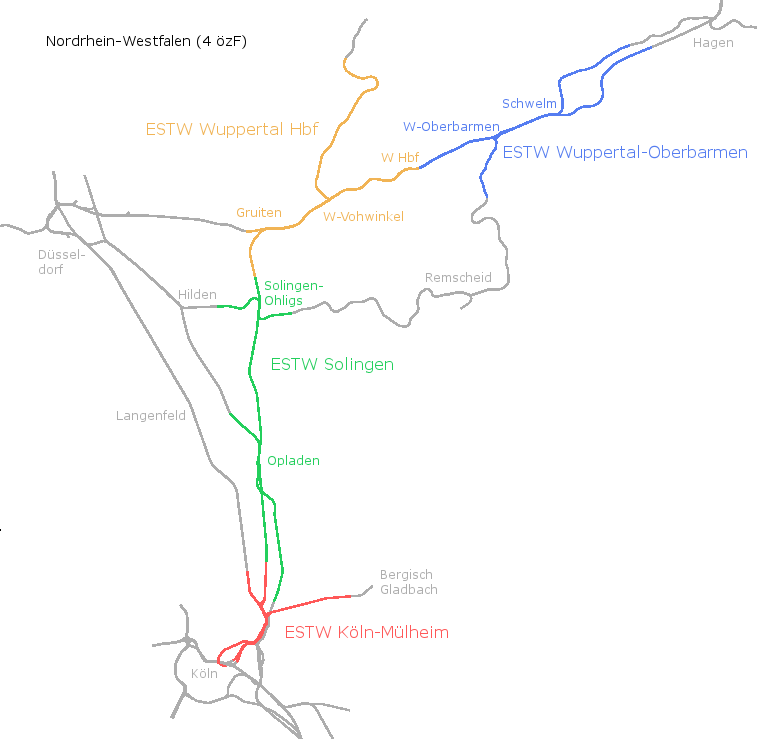 Nordrhein-Westfalen (4 özF)
Hagen
Schwelm
ESTW Wuppertal Hbf
W-Oberbarmen
ESTW Wuppertal-Oberbarmen
W Hbf
Gruiten
W-Vohwinkel
Düssel-
dorf
Remscheid
Solingen-
Ohligs
Hilden
ESTW Solingen
Langenfeld
Opladen
Bergisch
Gladbach
ESTW Köln-Mülheim
Köln